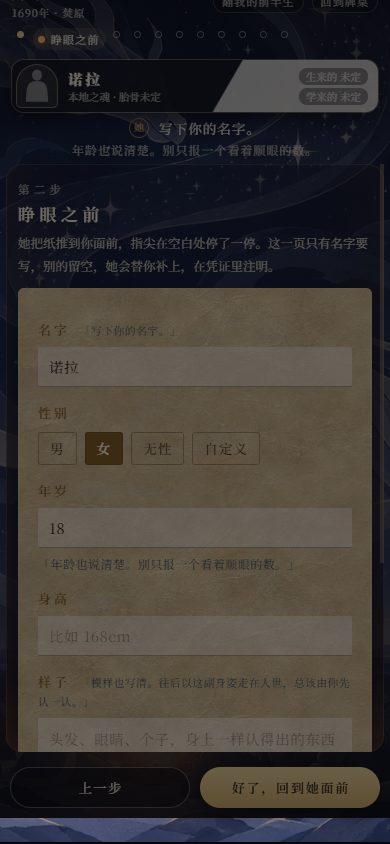 1690年 · 焚原
翻我的前半生
回到牌桌
睁眼之前
诺拉
本地之魂 · 胎骨未定
生来的 未定
学来的 未定
她 写下你的名字。
年龄也说清楚。别只报一个看着顺眼的数。
第二步
睁眼之前
她把纸推到你面前，指尖在空白处停了一停。这一页只有名字要
写，别的留空，她会替你补上，在凭证里注明。
名字 「写下你的名字。」
诺拉
性别
男 女 无性 自定义
年岁
18
「年龄也说清楚。别只报一个看着顺眼的数。」
身高
比如 168cm
样子 「模样也写清。往后以这副身姿走在人世，总该由你先
认一认。」
头发、眼睛、个子，身上一样认得出的东西
上一步
好了，回到她面前